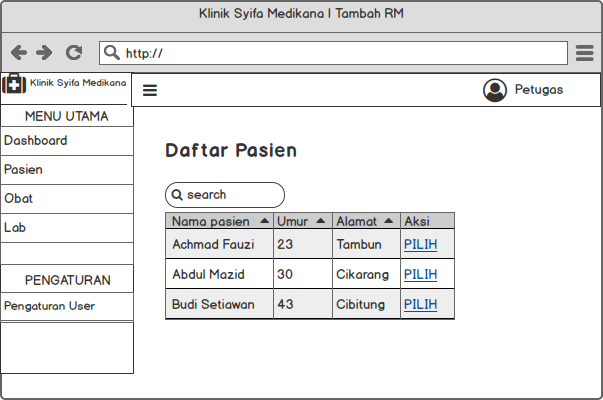 Klinik Syifa Medikana | Tambah RM
http://
Klinik Syifa Medikana
Petugas
MENU UTAMA
Dashboard
Pasien
Obat
Lab
PENGATURAN
Pengaturan User
Daftar Pasien
search
Nama pasien Umur Alamat Aksi
Achmad Fauzi 23 Tambun PILIH
Abdul Mazid 30 Cikarang PILIH
Budi Setiawan 43 Cibitung PILIH